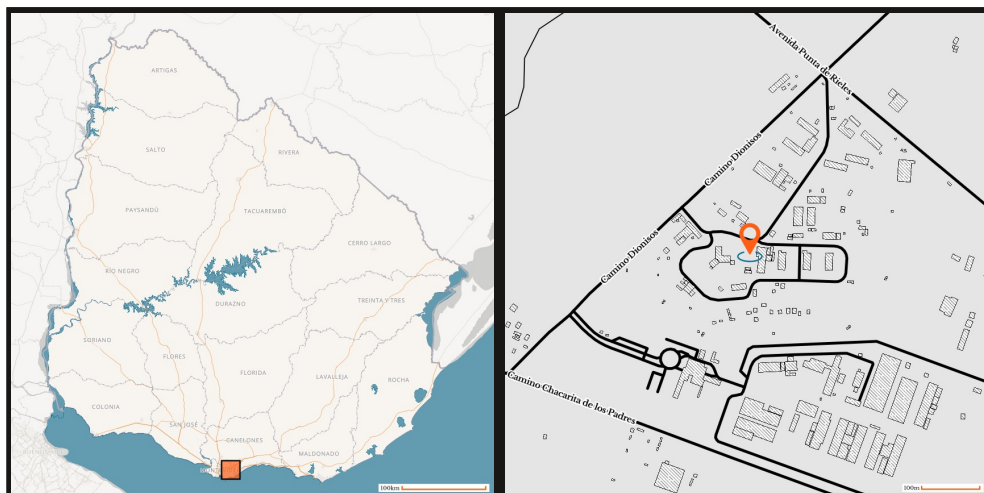 ARTIGAS
SALTO
RIVERA
PAYSANDÚ
TACUAREMBÓ
CERRO LARGO
RÍO NEGRO
DURAZNO
TREINTA Y TRES
SORIANO
FLORES
FLORIDA
LAVALLEJA
ROCHA
COLONIA
SAN JOSÉ
CANELONES
MALDONADO
100km
Avenida Punta de Rieles
Camino Dionisos
Camino Dionisos
Camino Chacarita de los Padres
100m